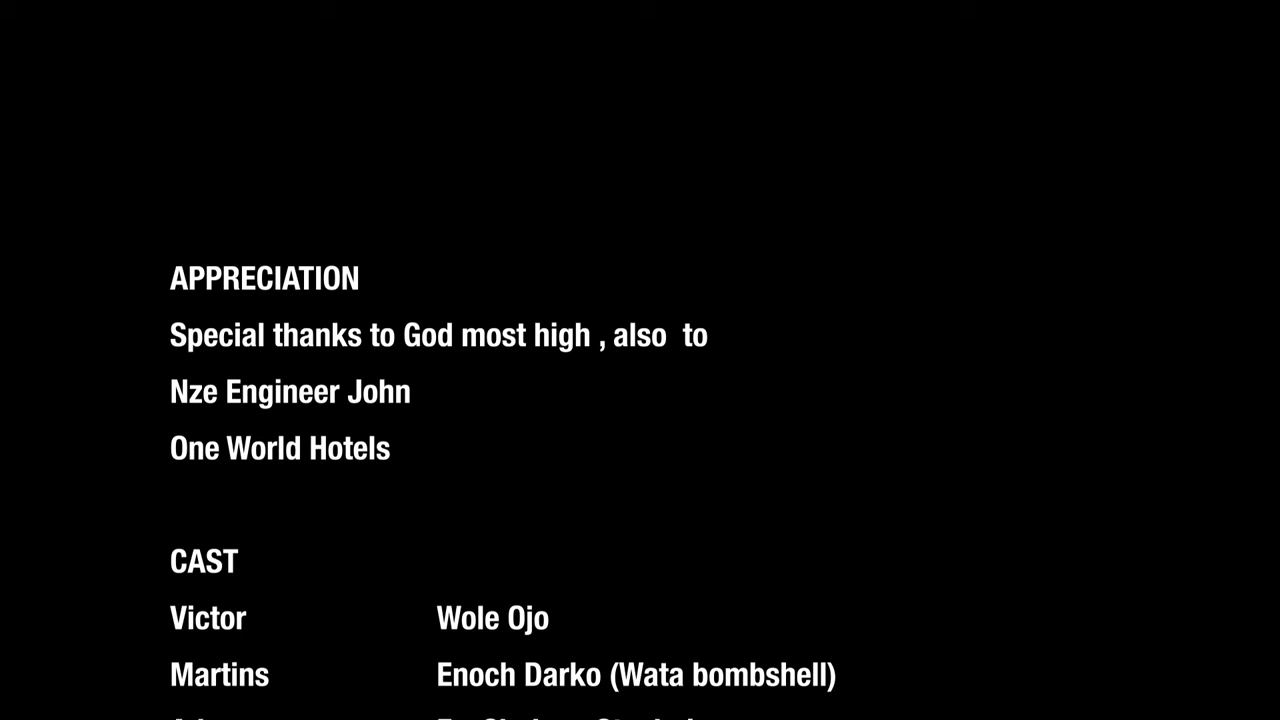 APPRECIATION
Special thanks to God most high , also  to
Nze Engineer John
One World Hotels
CAST
Victor Wole Ojo
Martins Enoch Darko (Wata bombshell)